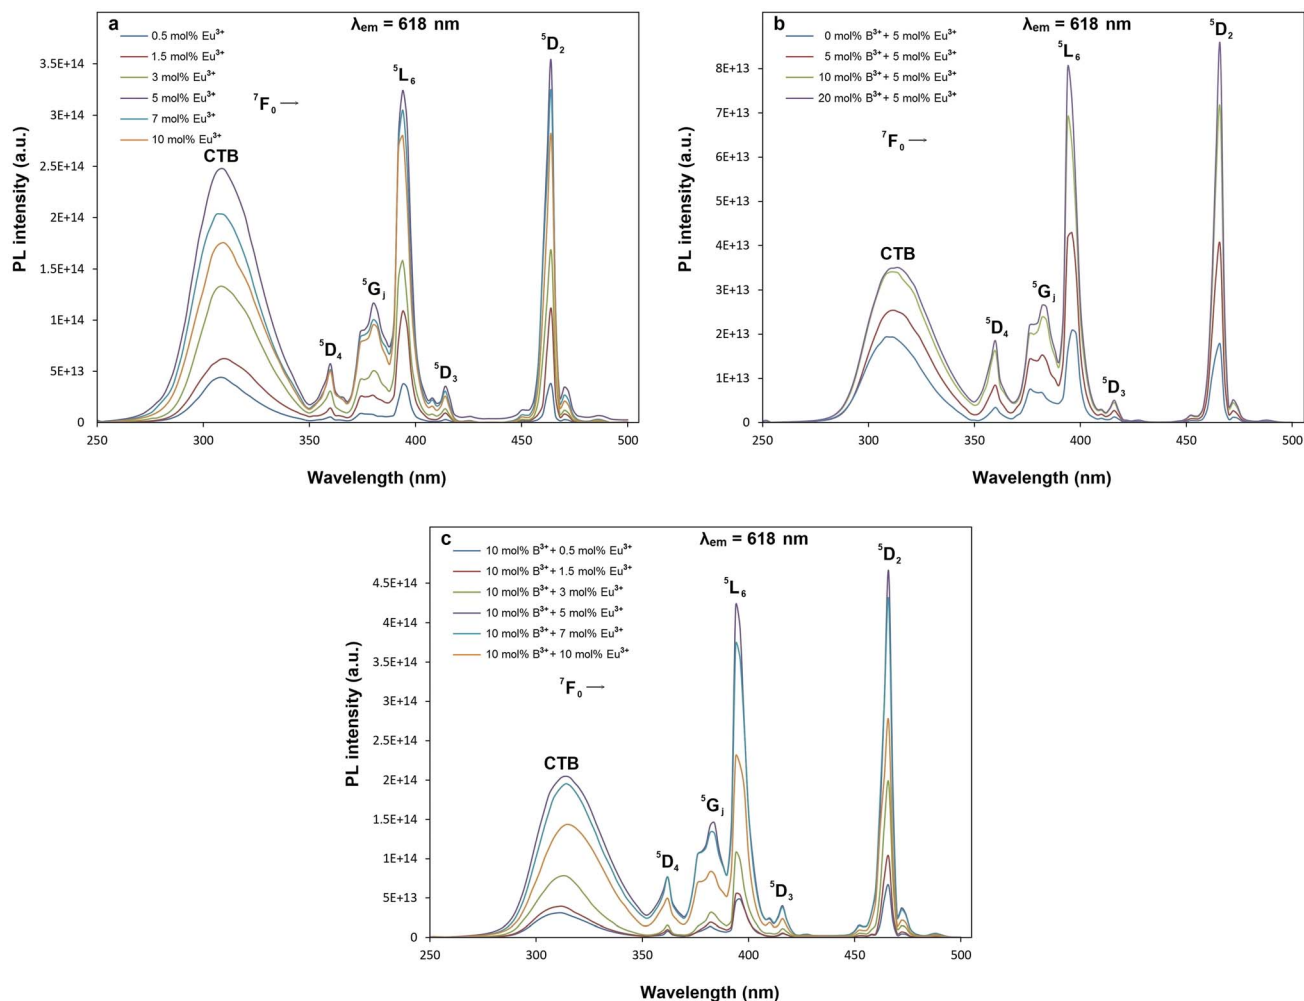 a
λem = 618 nm
0.5 mol% Eu³⁺
1.5 mol% Eu³⁺
3 mol% Eu³⁺
5 mol% Eu³⁺
7 mol% Eu³⁺
10 mol% Eu³⁺
⁷F₀ →
CTB
⁵D₄
⁵Gⱼ
⁵L₆
⁵D₃
⁵D₂
PL intensity (a.u.)
3.5E+14
3E+14
2.5E+14
2E+14
1.5E+14
1E+14
5E+13
0
250 300 350 400 450 500
Wavelength (nm)
b
λem = 618 nm
0 mol% B³⁺ + 5 mol% Eu³⁺
5 mol% B³⁺ + 5 mol% Eu³⁺
10 mol% B³⁺ + 5 mol% Eu³⁺
20 mol% B³⁺ + 5 mol% Eu³⁺
⁷F₀ →
CTB
⁵D₄
⁵Gⱼ
⁵L₆
⁵D₃
⁵D₂
PL intensity (a.u.)
8E+13
7E+13
6E+13
5E+13
4E+13
3E+13
2E+13
1E+13
0
250 300 350 400 450 500
Wavelength (nm)
c
λem = 618 nm
10 mol% B³⁺ + 0.5 mol% Eu³⁺
10 mol% B³⁺ + 1.5 mol% Eu³⁺
10 mol% B³⁺ + 3 mol% Eu³⁺
10 mol% B³⁺ + 5 mol% Eu³⁺
10 mol% B³⁺ + 7 mol% Eu³⁺
10 mol% B³⁺ + 10 mol% Eu³⁺
⁷F₀ →
CTB
⁵D₄
⁵Gⱼ
⁵L₆
⁵D₃
⁵D₂
PL intensity (a.u.)
4.5E+14
4E+14
3.5E+14
3E+14
2.5E+14
2E+14
1.5E+14
1E+14
5E+13
0
250 300 350 400 450 500
Wavelength (nm)